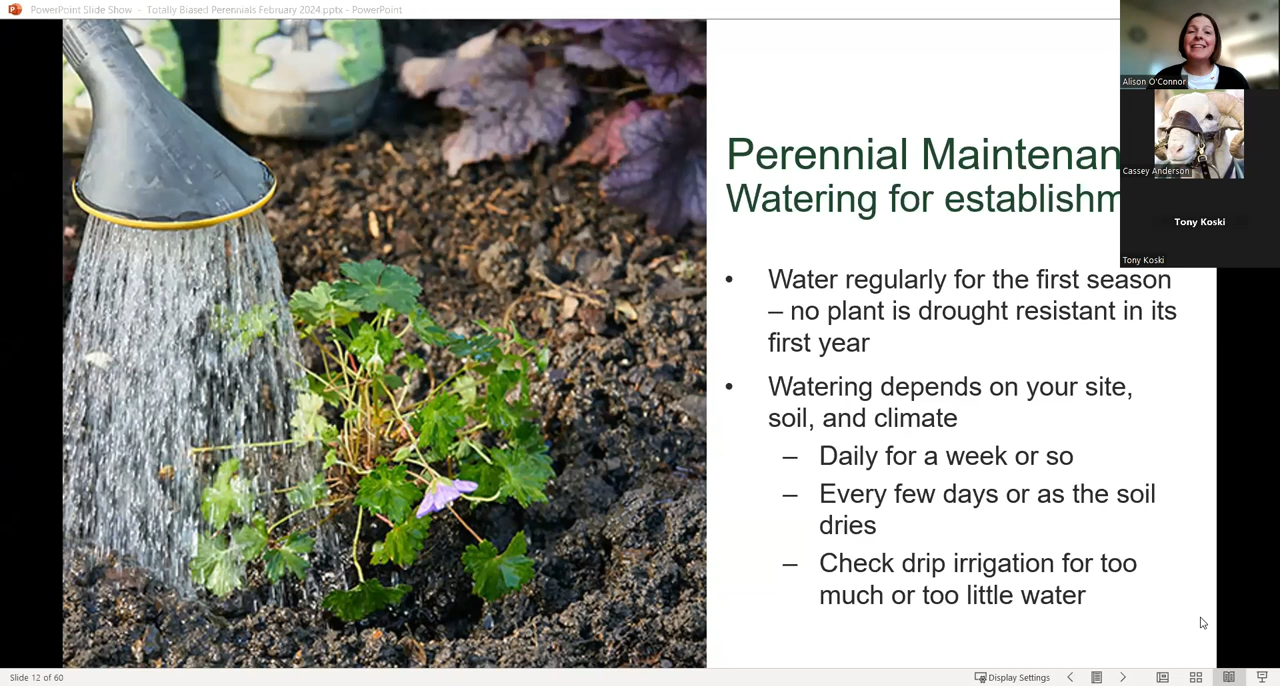 PowerPoint Slide Show - Totally Biased Perennials February 2024.pptx - PowerPoint
Alison O'Connor
Cassey Anderson
Tony Koski
Tony Koski
Perennial Maintenan
Watering for establishm
• Water regularly for the first season
– no plant is drought resistant in its
first year
• Watering depends on your site,
soil, and climate
– Daily for a week or so
– Every few days or as the soil
dries
– Check drip irrigation for too
much or too little water
Slide 12 of 60
Display Settings